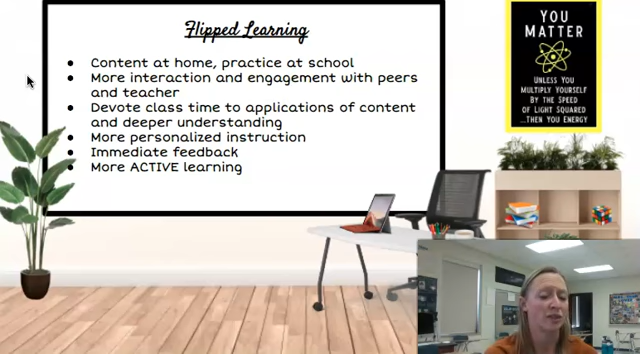 Flipped Learning
● Content at home, practice at school
● More interaction and engagement with peers
and teacher
● Devote class time to applications of content
and deeper understanding
● More personalized instruction
● Immediate feedback
● More ACTIVE learning
YOU
MATTER
UNLESS YOU
MULTIPLY YOURSELF
BY THE SPEED
OF LIGHT SQUARED
...THEN YOU ENERGY